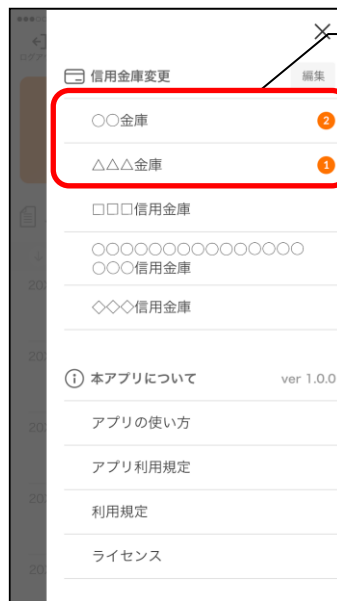 ログア
信用金庫変更 編集
○○金庫 2
△△△金庫 1
□□□信用金庫
○○○○○○○○○○○○○○○
○○○信用金庫
◇◇◇信用金庫
本アプリについて ver 1.0.0
アプリの使い方
アプリ利用規定
利用規定
ライセンス